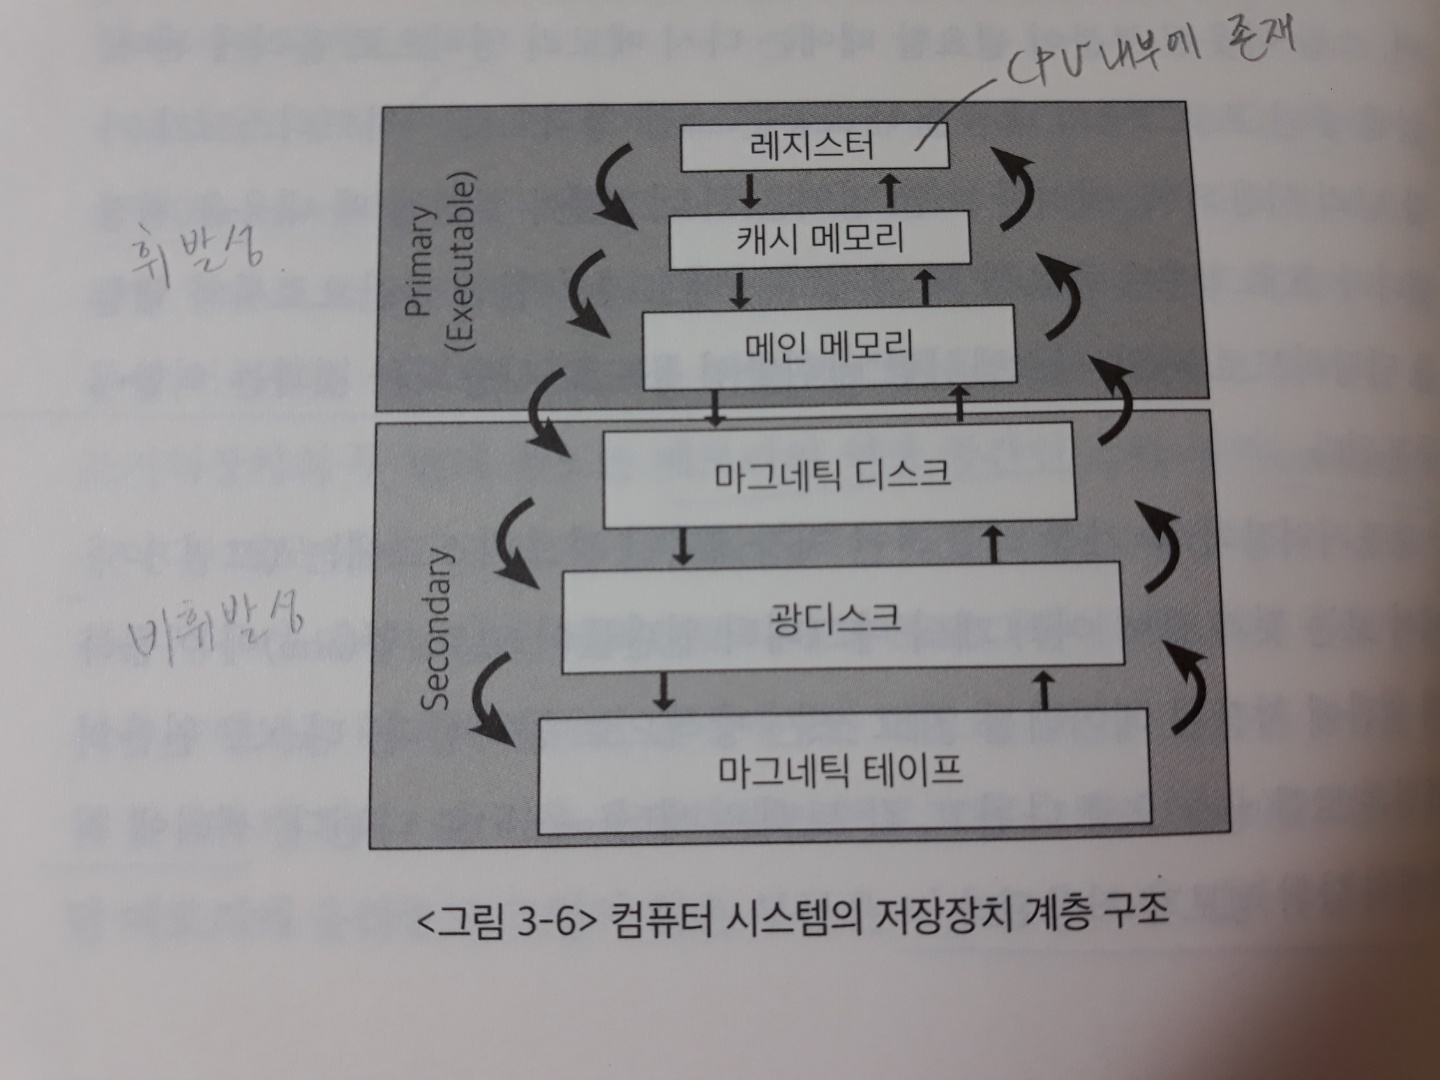 CPU 내부에 존재
레지스터
캐시 메모리
메인 메모리
Primary
(Executable)
휘발성
마그네틱 디스크
광디스크
마그네틱 테이프
Secondary
비휘발성
<그림 3-6> 컴퓨터 시스템의 저장장치 계층 구조